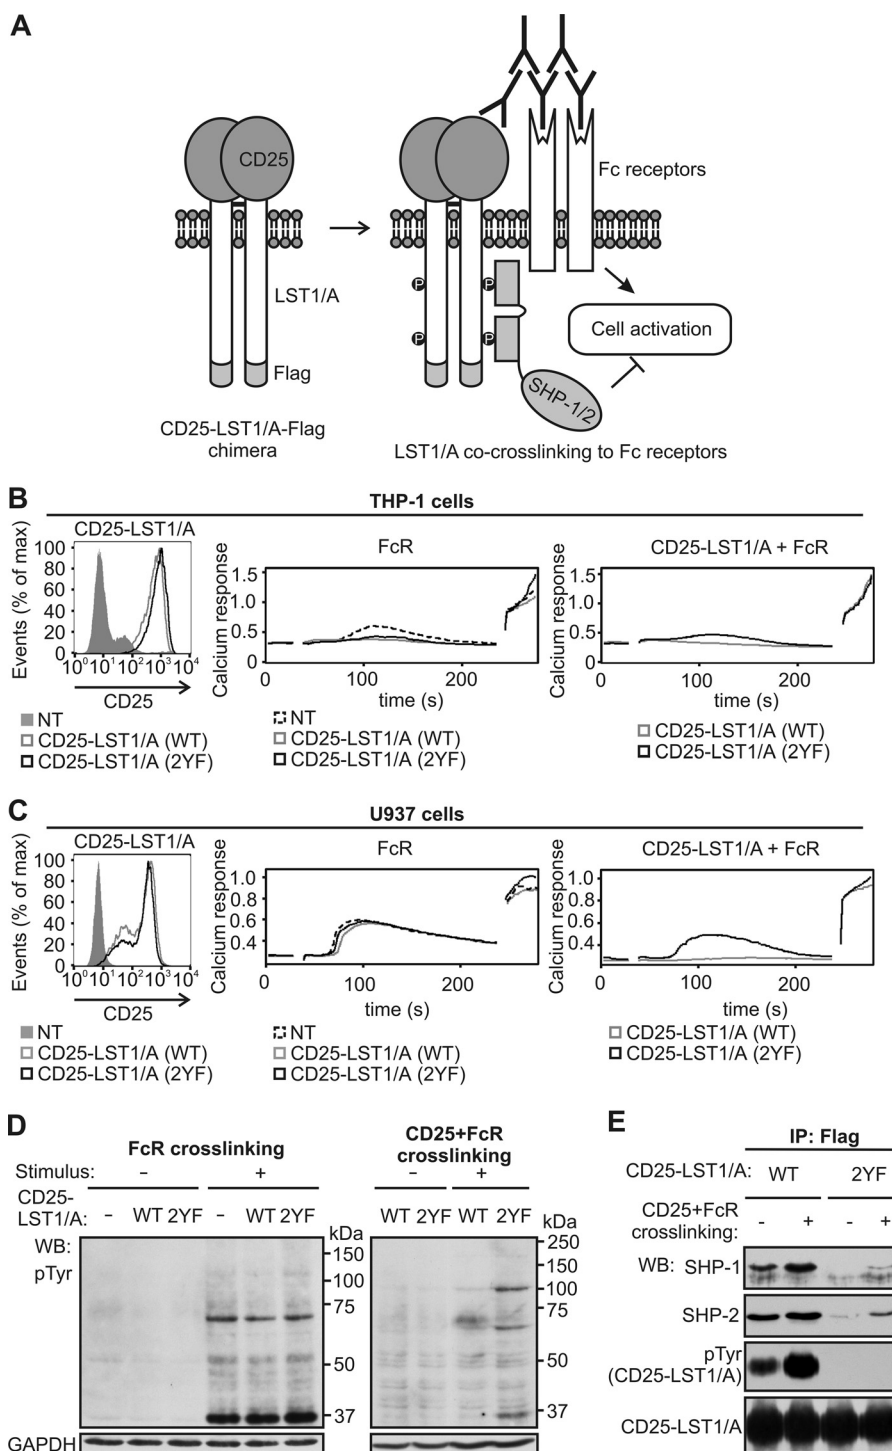 A
CD25
Fc receptors
P
P
LST1/A
P
P
Cell activation
Flag
SHP-1/2
CD25-LST1/A-Flag
chimera
LST1/A co-crosslinking to Fc receptors
B
THP-1 cells
CD25-LST1/A
FcR
CD25-LST1/A + FcR
Events (% of max)
100
80
60
40
20
0
10⁰ 10¹ 10² 10³ 10⁴
CD25
Calcium response
1.5
1.0
0.5
0
0 100 200
time (s)
Calcium response
1.5
1.0
0.5
0
0 100 200
time (s)
NT
CD25-LST1/A (WT)
CD25-LST1/A (2YF)
NT
CD25-LST1/A (WT)
CD25-LST1/A (2YF)
CD25-LST1/A (WT)
CD25-LST1/A (2YF)
C
U937 cells
CD25-LST1/A
FcR
CD25-LST1/A + FcR
Events (% of max)
100
80
60
40
20
0
10⁰ 10¹ 10² 10³ 10⁴
CD25
Calcium response
1.0
0.8
0.6
0.4
0 100 200
time (s)
Calcium response
1.0
0.8
0.6
0.4
0 100 200
time (s)
NT
CD25-LST1/A (WT)
CD25-LST1/A (2YF)
NT
CD25-LST1/A (WT)
CD25-LST1/A (2YF)
CD25-LST1/A (WT)
CD25-LST1/A (2YF)
D
FcR crosslinking
Stimulus: - +
CD25-
LST1/A: - WT 2YF - WT 2YF
WB:
pTyr
kDa
150
100
75
50
37
GAPDH
CD25+FcR
crosslinking
- +
WT 2YF WT 2YF
kDa
250
150
100
75
50
37
E
IP: Flag
CD25-LST1/A: WT 2YF
CD25+FcR
crosslinking: - + - +
WB: SHP-1
SHP-2
pTyr
(CD25-LST1/A)
CD25-LST1/A